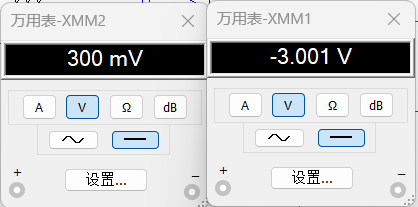 万用表-XMM2
300 mV
A V Ω dB
+ 设置... −
万用表-XMM1
-3.001 V
A V Ω dB
+ 设置... −